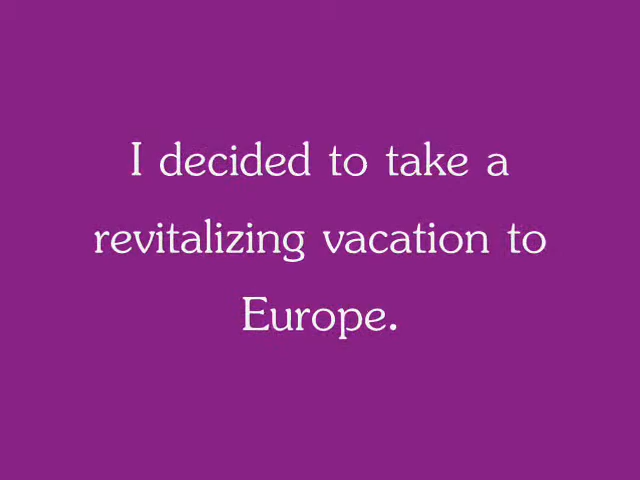 I decided to take a
revitalizing vacation to
Europe.